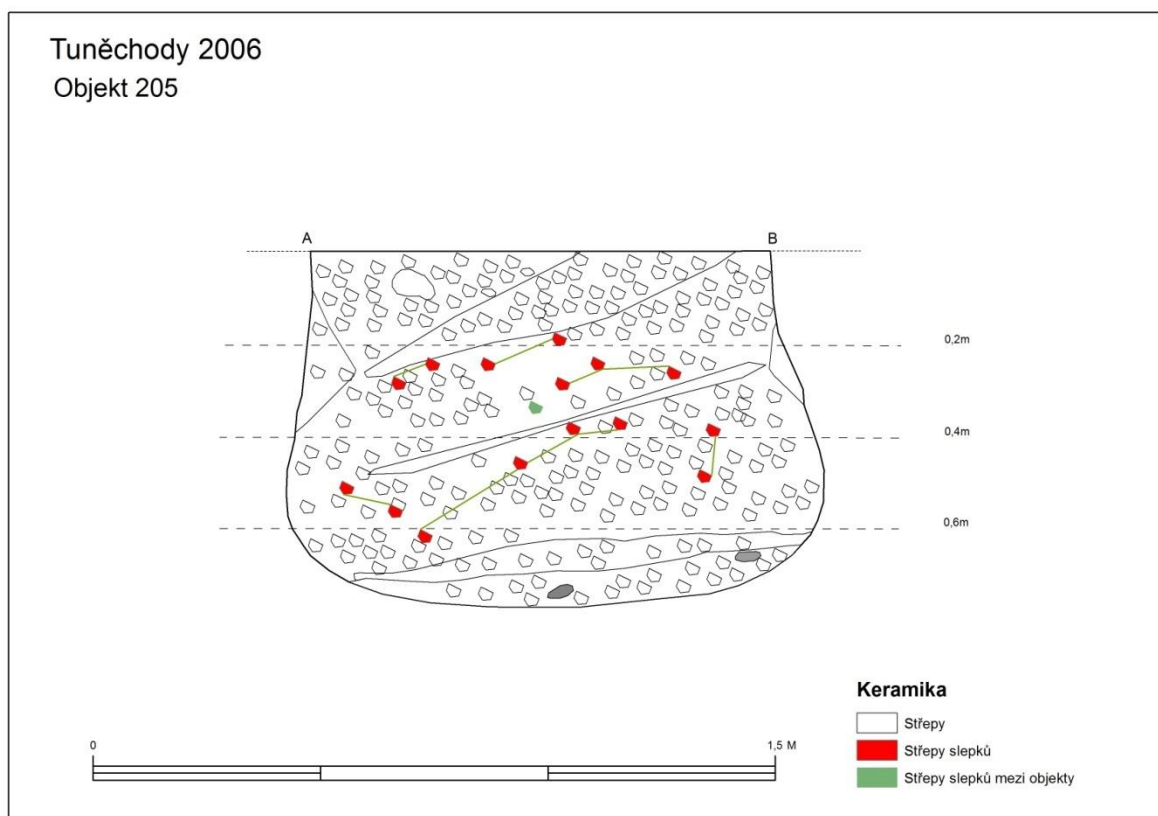 Tuněchody 2006
Objekt 205
A B
0,2m
0,4m
0,6m
Keramika
Střepy
Střepy slepků
Střepy slepků mezi objekty
0 1,5 M